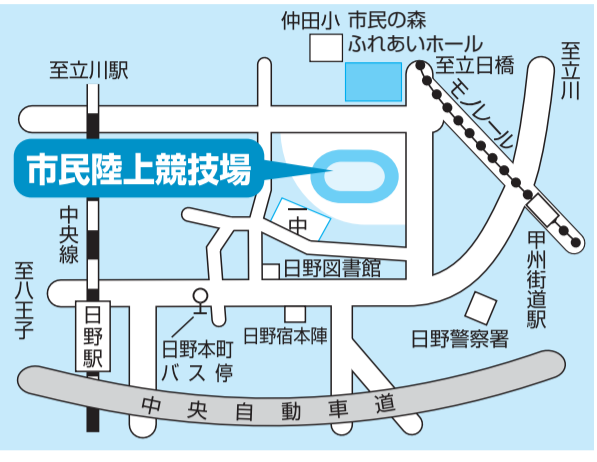 仲田小
市民の森
ふれあいホール
至立日橋
至立川
至立川駅
モノレール
市民陸上競技場
中央線
一中
甲州街道駅
至八王子
日野図書館
日野駅
日野本町
バス停
日野宿本陣
日野警察署
中央自動車道